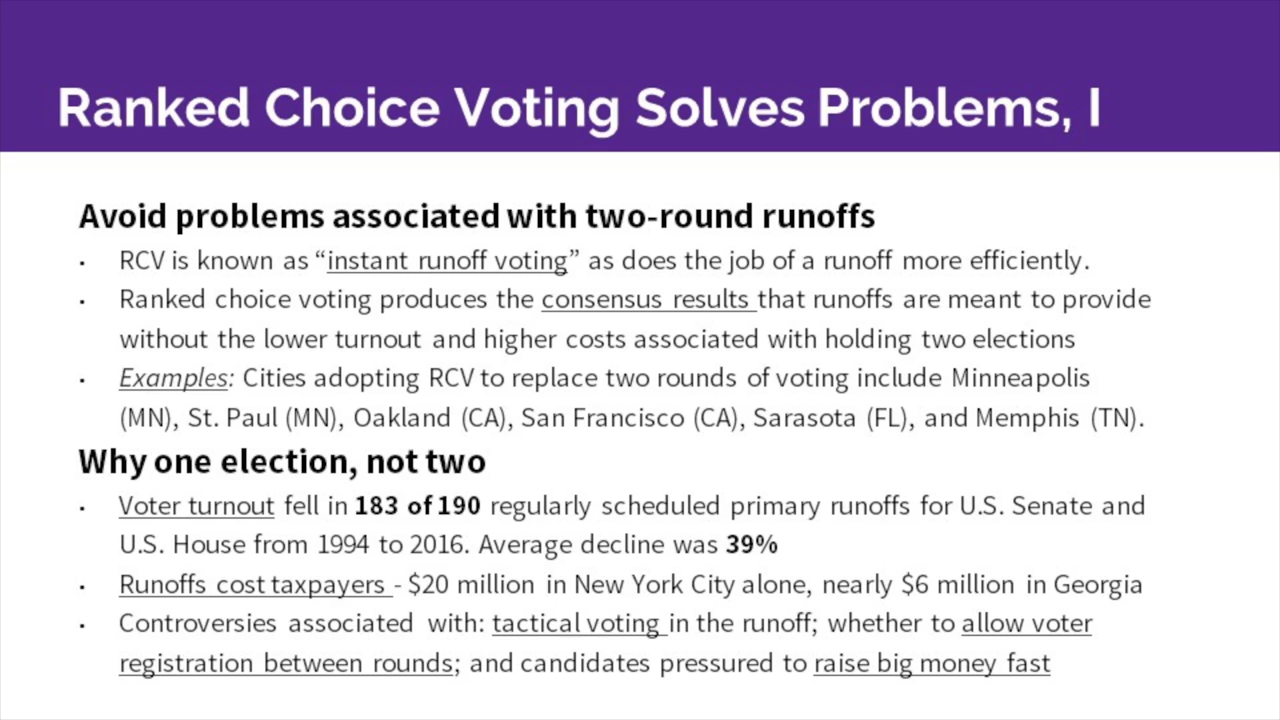 Ranked Choice Voting Solves Problems, I
Avoid problems associated with two-round runoffs
· RCV is known as “instant runoff voting” as does the job of a runoff more efficiently.
· Ranked choice voting produces the consensus results that runoffs are meant to provide
without the lower turnout and higher costs associated with holding two elections
· Examples: Cities adopting RCV to replace two rounds of voting include Minneapolis
(MN), St. Paul (MN), Oakland (CA), San Francisco (CA), Sarasota (FL), and Memphis (TN).
Why one election, not two
· Voter turnout fell in 183 of 190 regularly scheduled primary runoffs for U.S. Senate and
U.S. House from 1994 to 2016. Average decline was 39%
· Runoffs cost taxpayers - $20 million in New York City alone, nearly $6 million in Georgia
· Controversies associated with: tactical voting in the runoff; whether to allow voter
registration between rounds; and candidates pressured to raise big money fast